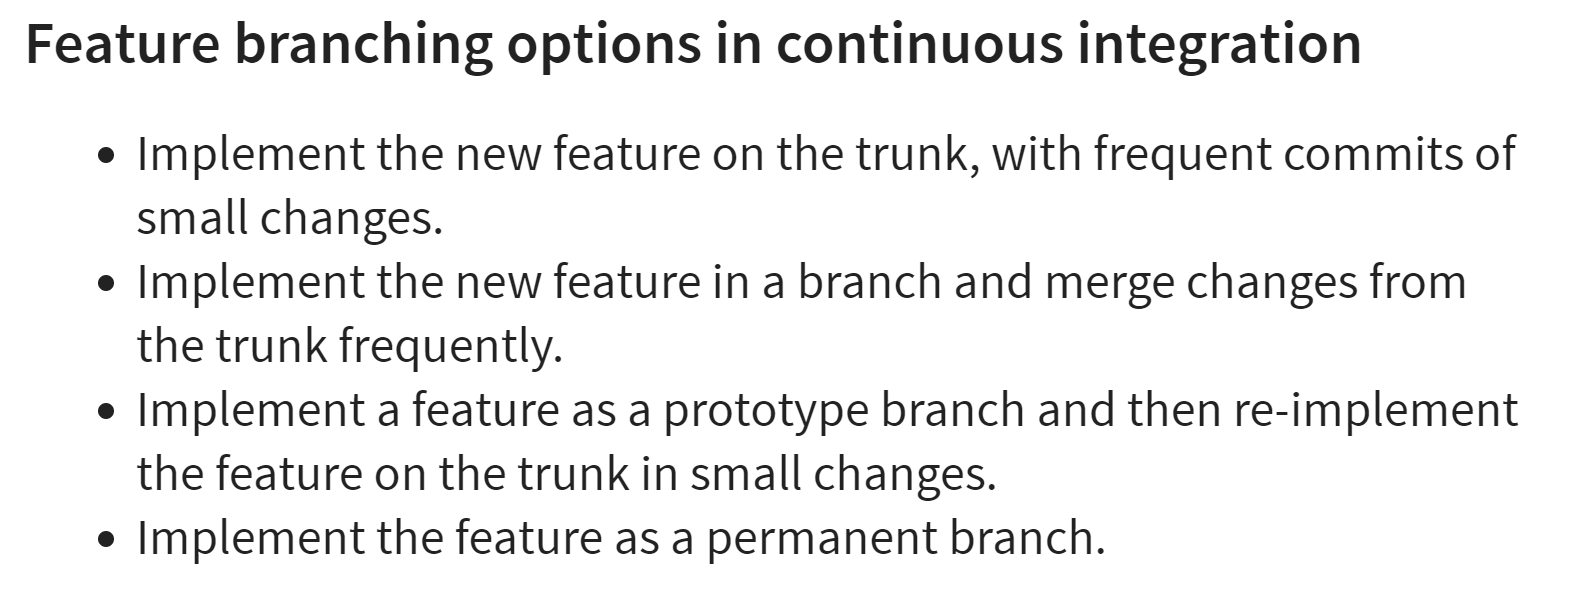 Feature branching options in continuous integration
• Implement the new feature on the trunk, with frequent commits of
small changes.
• Implement the new feature in a branch and merge changes from
the trunk frequently.
• Implement a feature as a prototype branch and then re-implement
the feature on the trunk in small changes.
• Implement the feature as a permanent branch.